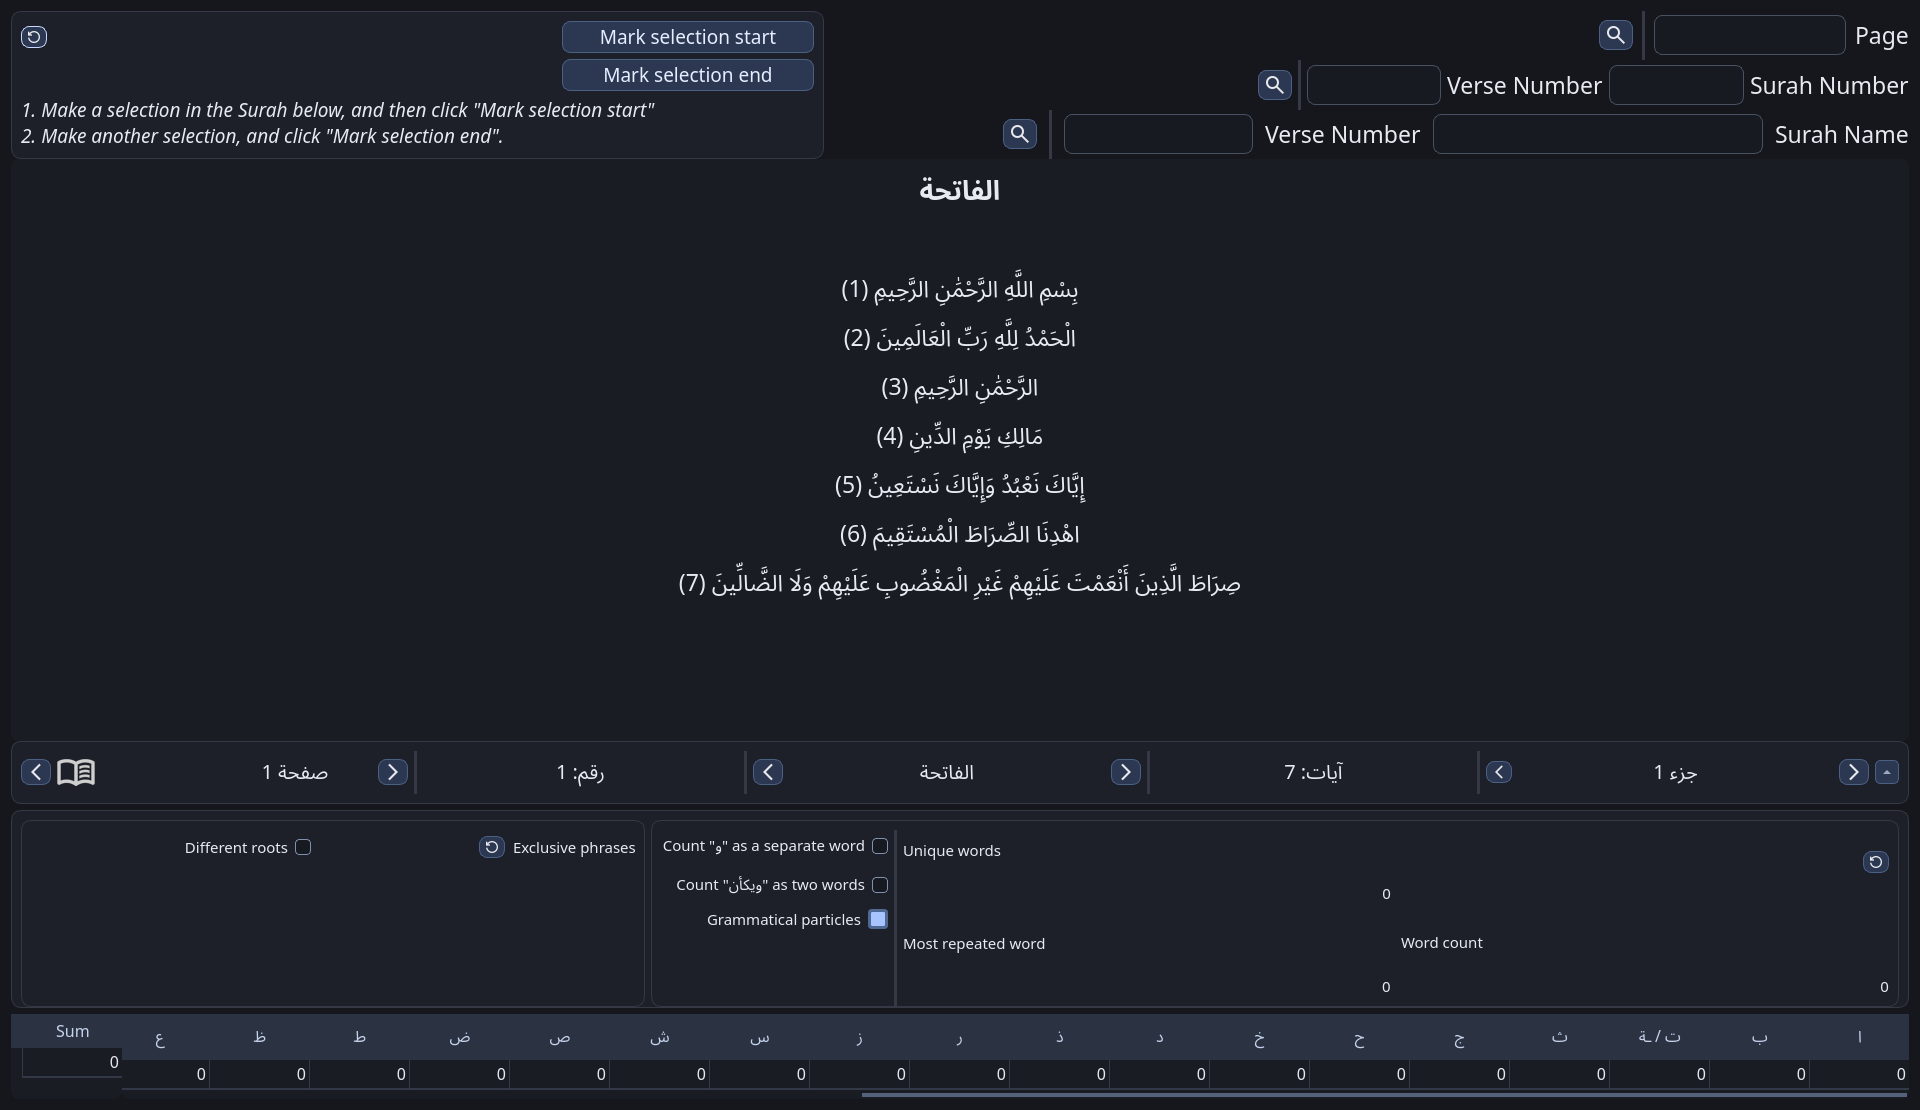 Mark selection start
Mark selection end
1. Make a selection in the Surah below, and then click "Mark selection start"
2. Make another selection, and click "Mark selection end".
Page
Verse Number Surah Number
Verse Number Surah Name
الفاتحة
بِسْمِ اللَّهِ الرَّحْمَٰنِ الرَّحِيمِ (1)
الْحَمْدُ لِلَّهِ رَبِّ الْعَالَمِينَ (2)
الرَّحْمَٰنِ الرَّحِيمِ (3)
مَالِكِ يَوْمِ الدِّينِ (4)
إِيَّاكَ نَعْبُدُ وَإِيَّاكَ نَسْتَعِينُ (5)
اهْدِنَا الصِّرَاطَ الْمُسْتَقِيمَ (6)
صِرَاطَ الَّذِينَ أَنْعَمْتَ عَلَيْهِمْ غَيْرِ الْمَغْضُوبِ عَلَيْهِمْ وَلَا الضَّالِّينَ (7)
جزء 1
آيات: 7
الفاتحة
رقم: 1
صفحة 1
Different roots
Exclusive phrases
Count "و" as a separate word
Count "ويكأن" as two words
Grammatical particles
Unique words
0
Most repeated word
Word count
0
0
Sum ع ظ ط ض ص ش س ز ر ذ د خ ح ج ث ت / ـة ب ا
0 0 0 0 0 0 0 0 0 0 0 0 0 0 0 0 0 0 0